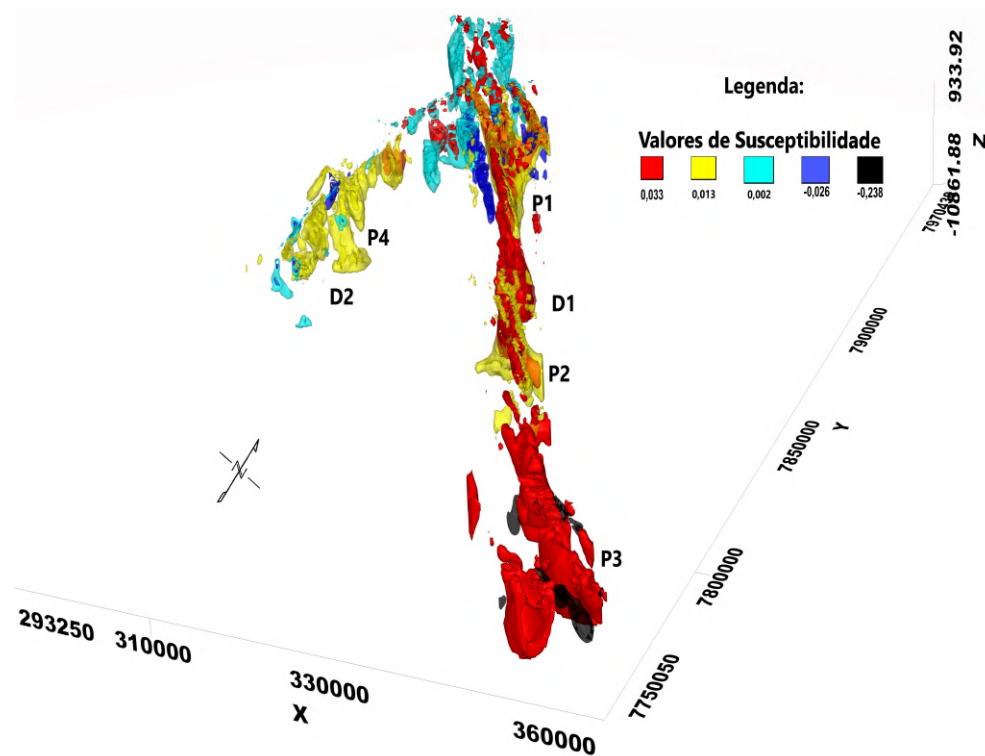 Legenda:
Valores de Susceptibilidade
0,033 0,013 0,002 -0,026 -0,238
933.92
Z
-10861.88
P1
P4
D2
D1
P2
P3
N
7900000
7850000
Y
7800000
7750050
293250 310000
330000
360000
X